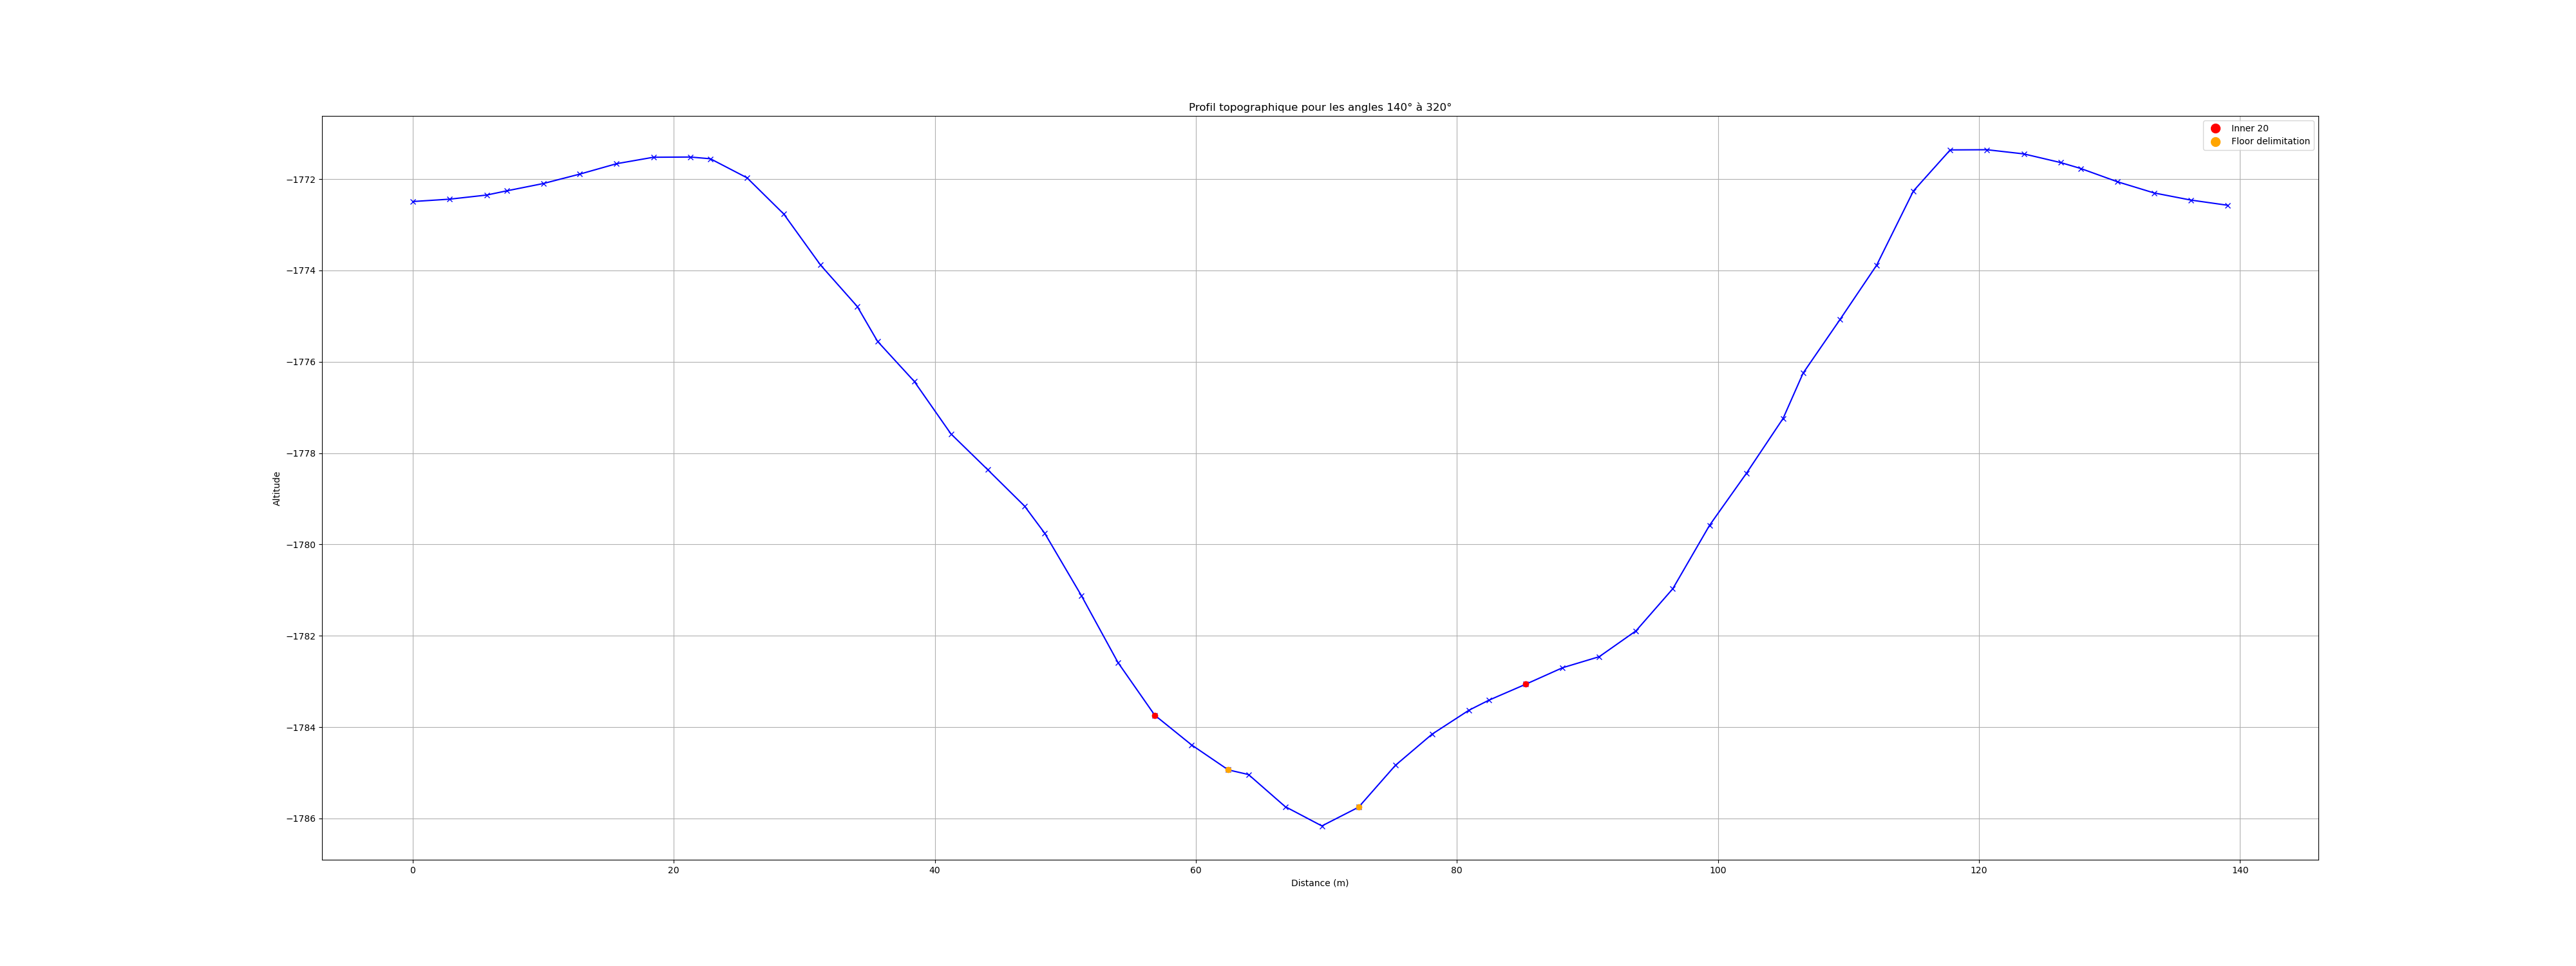 Profil topographique pour les angles 140° à 320°
Inner 20
Floor delimitation
−1772
−1774
−1776
−1778
−1780
−1782
−1784
−1786
Altitude
0 20 40 60 80 100 120 140
Distance (m)